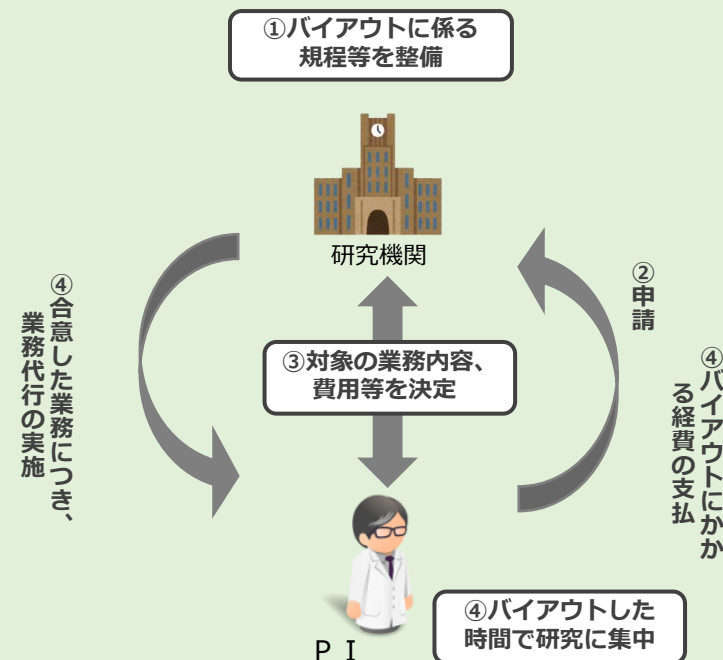 ①バイアウトに係る
規程等を整備
研究機関
②申請
④合意した業務につき、
業務代行の実施
③対象の業務内容、
費用等を決定
④バイアウトにかか
る経費の支払
④バイアウトした
時間で研究に集中
ＰＩ